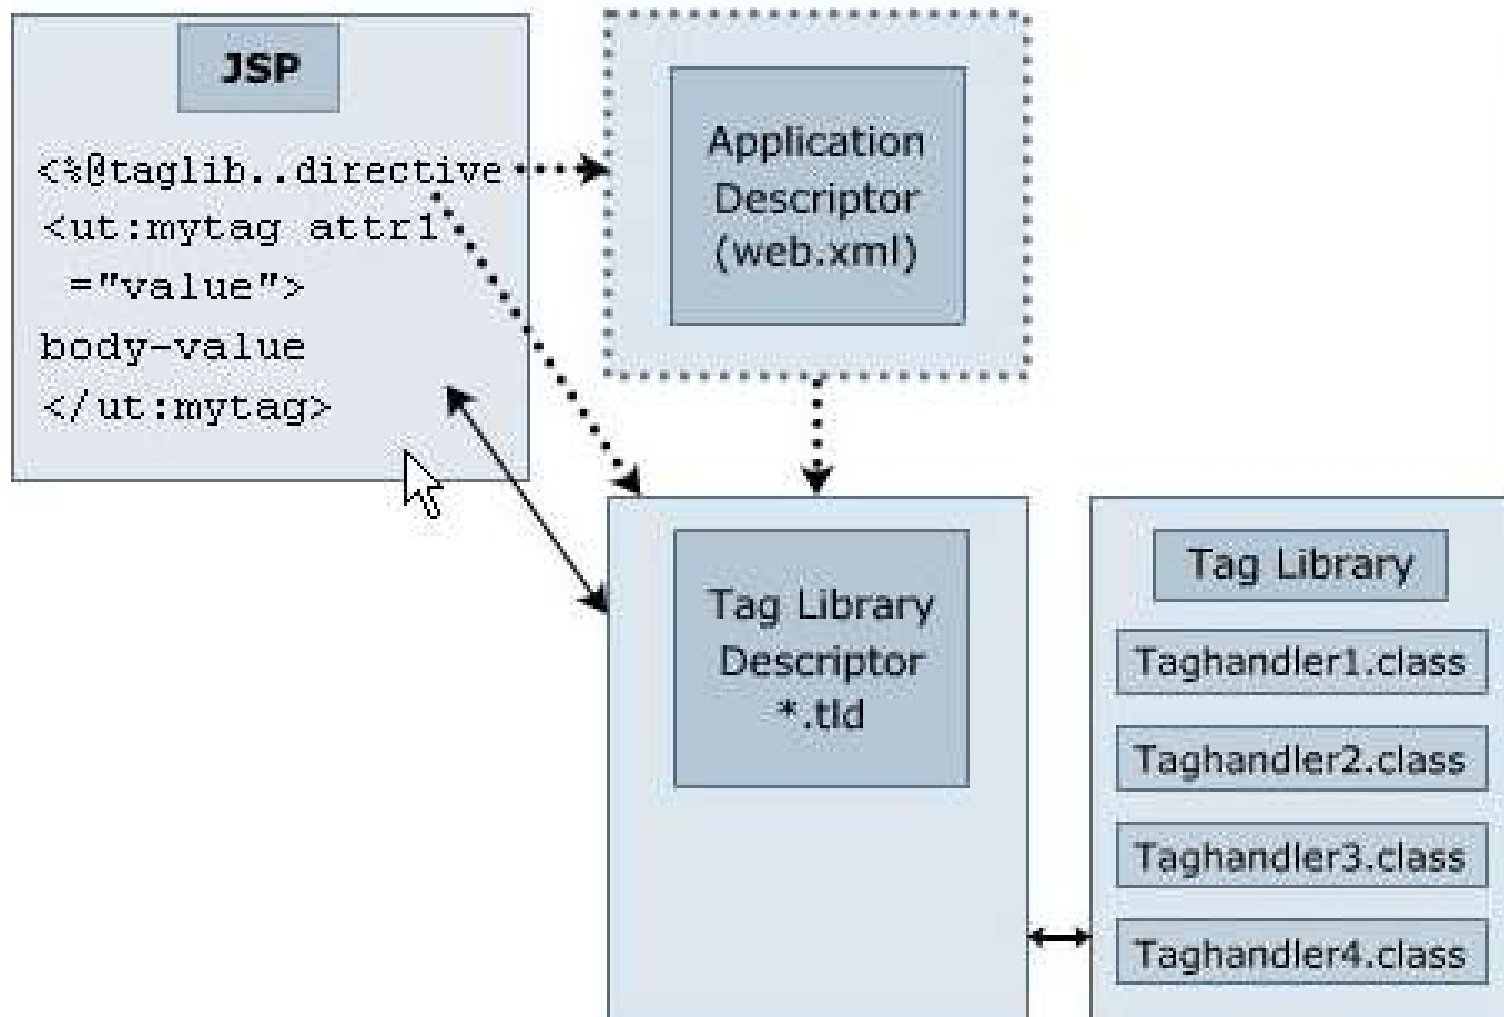 JSP
<%@taglib..directive
<ut:mytag attr1
="value">
body-value
</ut:mytag>
Application
Descriptor
(web.xml)
Tag Library
Descriptor
*.tld
Tag Library
Taghandler1.class
Taghandler2.class
Taghandler3.class
Taghandler4.class